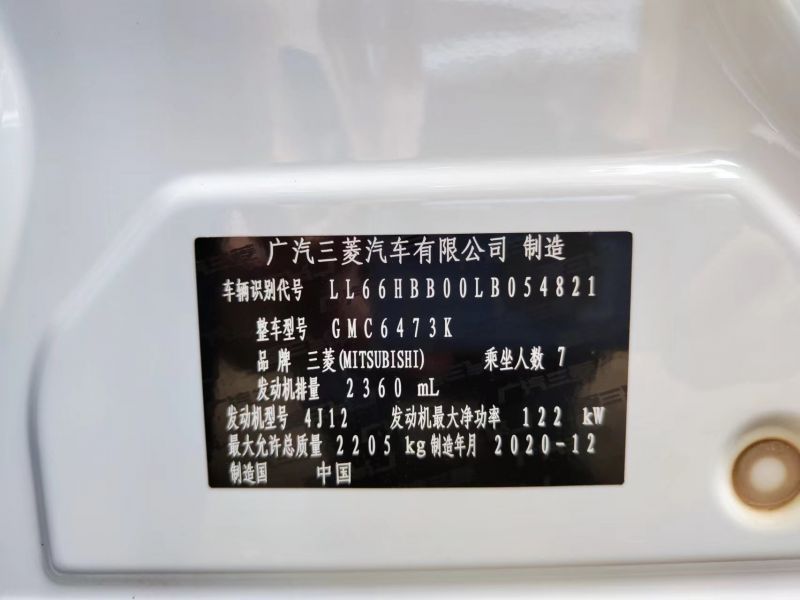 广汽三菱汽车有限公司 制造
车辆识别代号 LL66HBB00LB054821
整车型号 GMC6473K
品牌 三菱(MITSUBISHI) 乘坐人数 7
发动机排量 2360 mL
发动机型号 4J12 发动机最大净功率 122 kW
最大允许总质量 2205 kg 制造年月 2020-12
制造国 中国